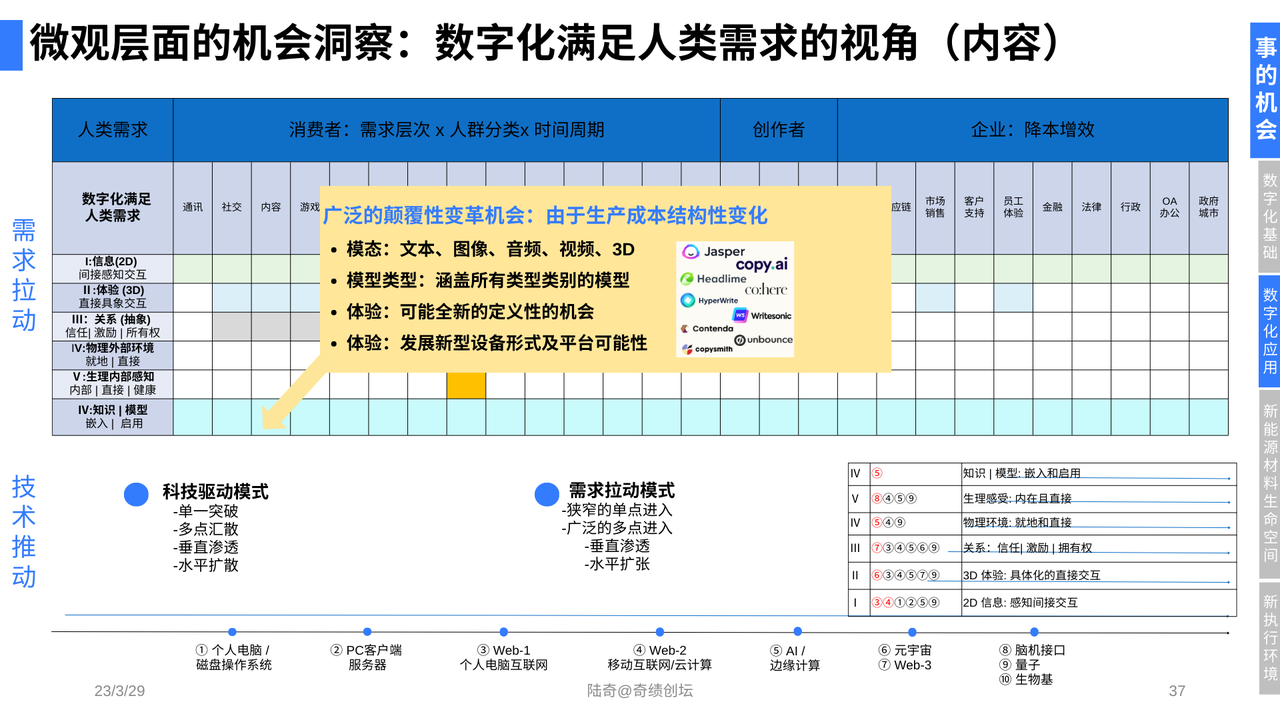 微观层面的机会洞察：数字化满足人类需求的视角（内容）
人类需求
消费者：需求层次 x 人群分类x 时间周期
创作者
企业：降本增效
数字化满足
人类需求
通讯
社交
内容
游戏
应链
市场
销售
客户
支持
员工
体验
金融
法律
行政
OA
办公
政府
城市
广泛的颠覆性变革机会：由于生产成本结构性变化
• 模态：文本、图像、音频、视频、3D
• 模型类型：涵盖所有类型类别的模型
• 体验：可能全新的定义性的机会
• 体验：发展新型设备形式及平台可能性
Jasper
copy.ai
Headlime
co:here
HyperWrite
WS Writesonic
Contenda
unbounce
copysmith
需求拉动
I:信息(2D)
间接感知交互
II :体验 (3D)
直接具象交互
III：关系 (抽象)
信任| 激励 | 所有权
IV:物理外部环境
就地 | 直接
V :生理内部感知
内部 | 直接 | 健康
IV:知识 | 模型
嵌入 | 启用
技术推动
科技驱动模式
-单一突破
-多点汇散
-垂直渗透
-水平扩散
需求拉动模式
-狭窄的单点进入
-广泛的多点进入
-垂直渗透
-水平扩张
IV ⑤ 知识 | 模型: 嵌入和启用
V ⑧④⑤⑨ 生理感受: 内在且直接
IV ⑤④⑨ 物理环境: 就地和直接
III ⑦③④⑤⑥⑨ 关系：信任| 激励 | 拥有权
II ⑥③④⑤⑦⑨ 3D 体验: 具体化的直接交互
I ③④①②⑤⑨ 2D 信息: 感知间接交互
① 个人电脑 /
磁盘操作系统
② PC客户端
服务器
③ Web-1
个人电脑互联网
④ Web-2
移动互联网/云计算
⑤ AI /
边缘计算
⑥ 元宇宙
⑦ Web-3
⑧ 脑机接口
⑨ 量子
⑩ 生物基
23/3/29
陆奇@奇绩创坛
37
事的机会
数字化基础
数字化应用
新能源材料生命空间
新执行环境